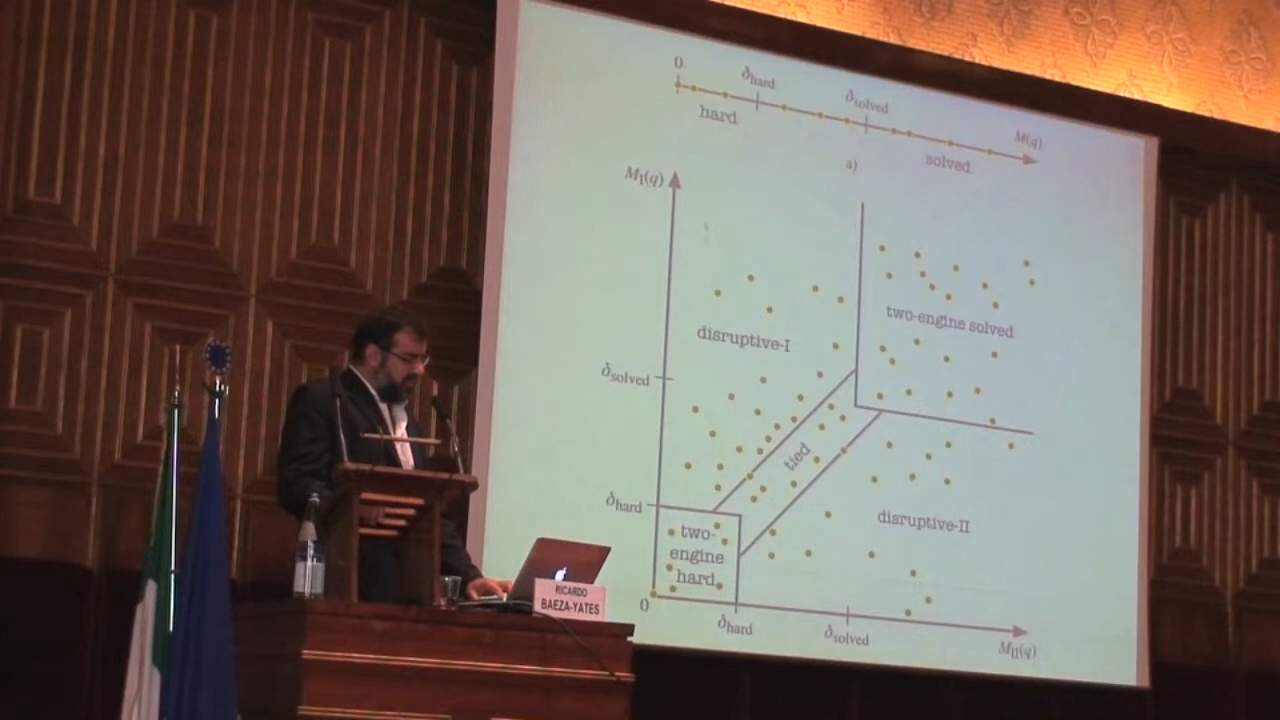 0
δhard
δsolved
M(q)
hard
solved
a)
MI(q)
disruptive-I
two-engine solved
δsolved
tied
δhard
two-
engine
hard
disruptive-II
0
δhard
δsolved
MII(q)
RICARDO
BAEZA-YATES